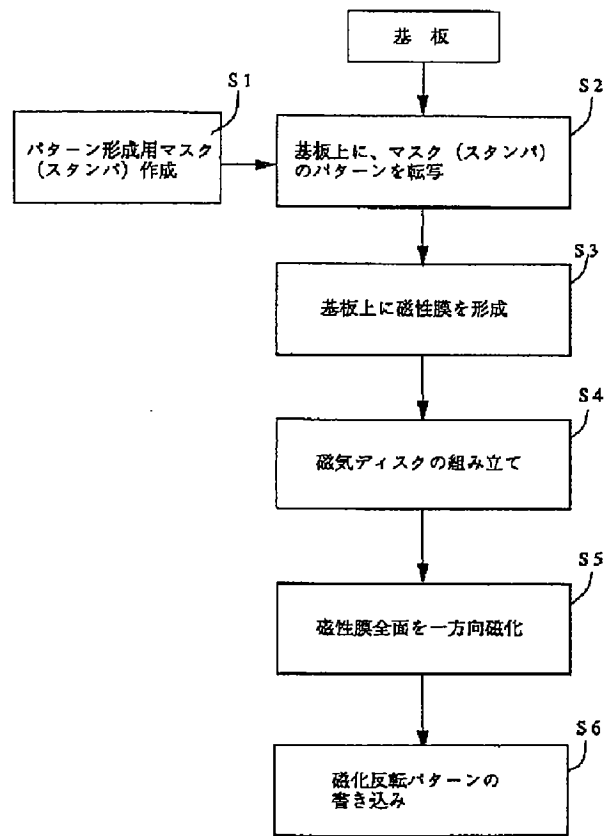 基 板
S1
S2
パターン形成用マスク
(スタンパ) 作成
基板上に、マスク (スタンパ)
のパターンを転写
S3
基板上に磁性膜を形成
S4
磁気ディスクの組み立て
S5
磁性膜全面を一方向磁化
S6
磁化反転パターンの
書き込み